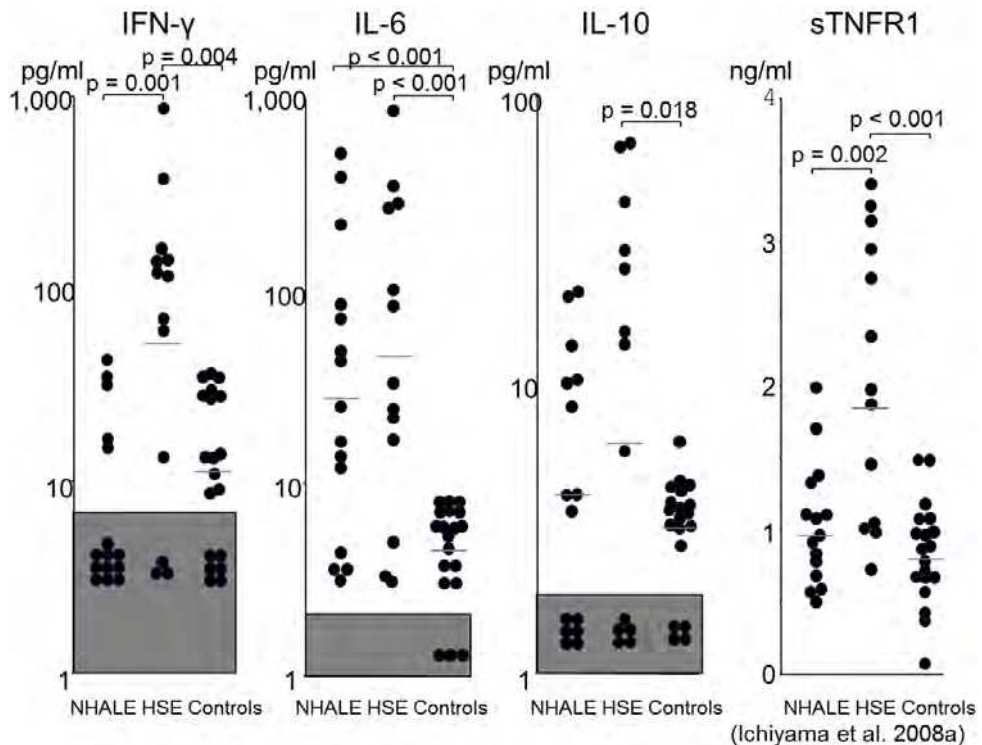 IFN-γ
p = 0.004
pg/ml
p = 0.001
1,000
100
10
1
NHALE HSE Controls
IL-6
p < 0.001
pg/ml
p < 0.001
1,000
100
10
1
NHALE HSE Controls
IL-10
pg/ml
100
p = 0.018
10
1
NHALE HSE Controls
sTNFR1
ng/ml
4
p < 0.001
p = 0.002
3
2
1
0
NHALE HSE Controls
(Ichiyama et al. 2008a)